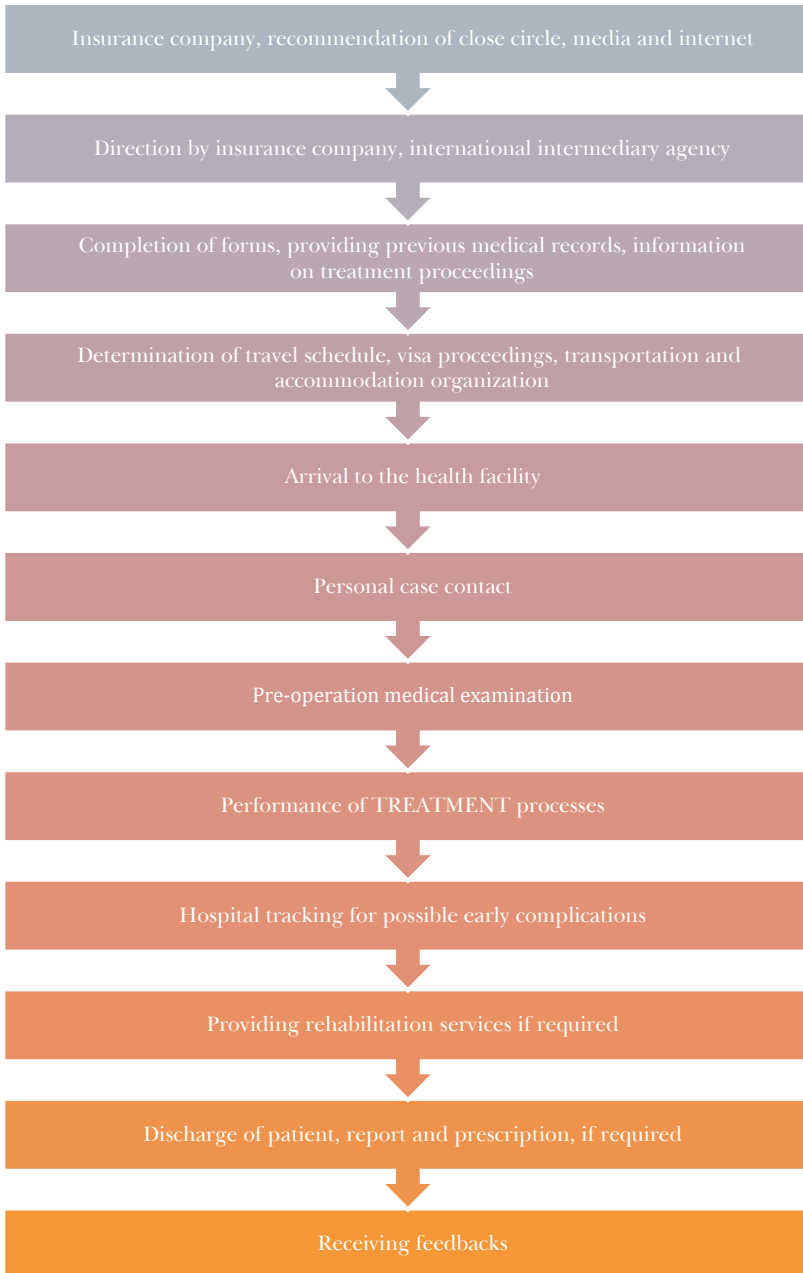 Insurance company, recommendation of close circle, media and internet
Direction by insurance company, international intermediary agency
Completion of forms, providing previous medical records, information
on treatment proceedings
Determination of travel schedule, visa proceedings, transportation and
accommodation organization
Arrival to the health facility
Personal case contact
Pre-operation medical examination
Performance of TREATMENT processes
Hospital tracking for possible early complications
Providing rehabilitation services if required
Discharge of patient, report and prescription, if required
Receiving feedbacks